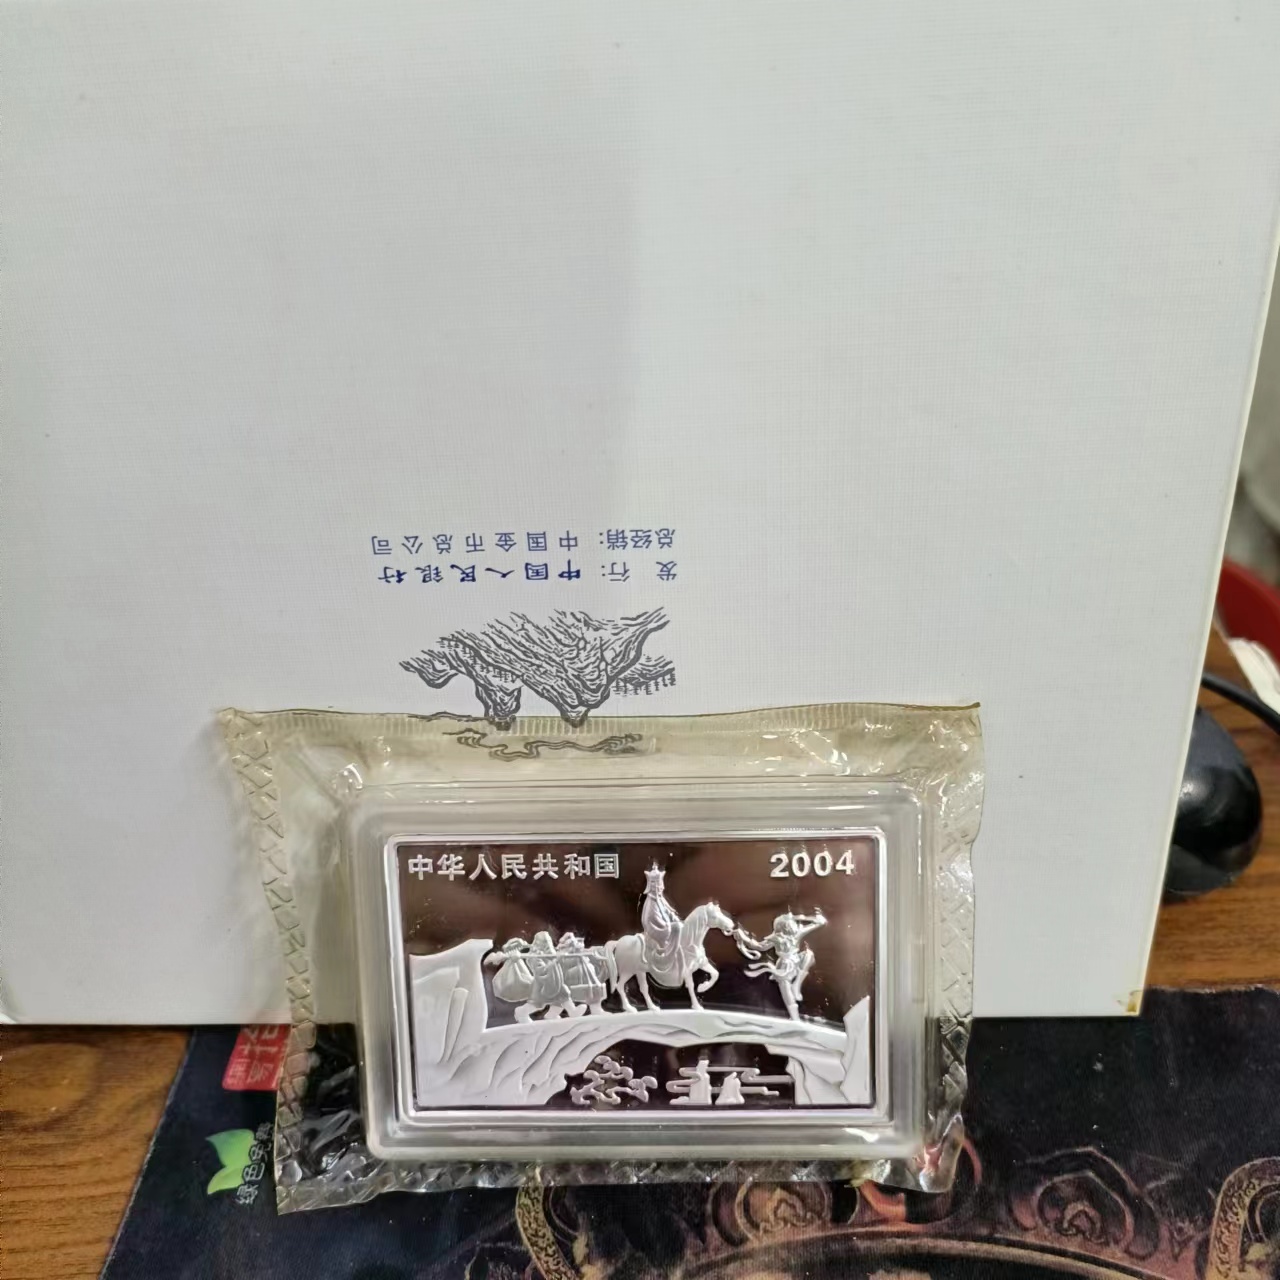 总经销：中国金币总公司
发 行：中国人民银行
中华人民共和国
2004